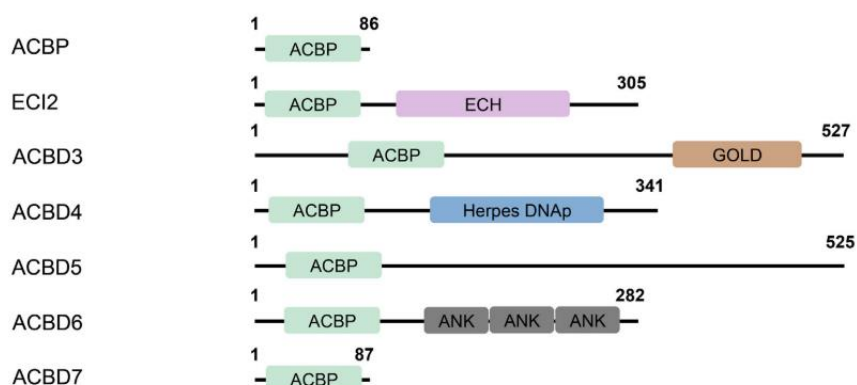 1 86
ACBP ACBP
1 305
ECI2 ACBP ECH
1 527
ACBD3 ACBP GOLD
1 341
ACBD4 ACBP Herpes DNAp
1 525
ACBD5 ACBP
1 282
ACBD6 ACBP ANK ANK ANK
1 87
ACBD7 ACBP